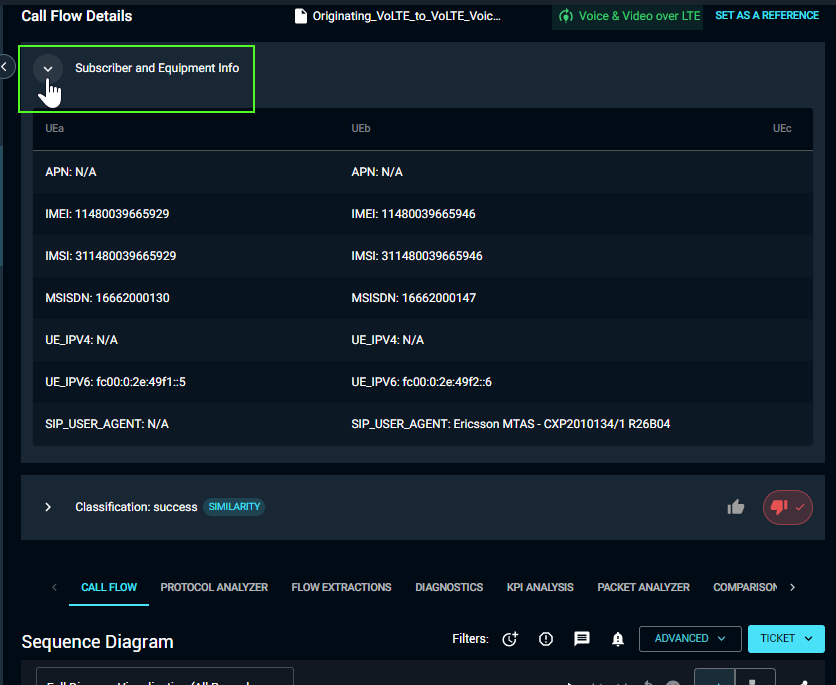 Call Flow Details
Originating_VoLTE_to_VoLTE_Voic...
Voice & Video over LTE
SET AS A REFERENCE
Subscriber and Equipment Info
UEa UEb UEc
APN: N/A APN: N/A
IMEI: 11480039665929 IMEI: 11480039665946
IMSI: 311480039665929 IMSI: 311480039665946
MSISDN: 16662000130 MSISDN: 16662000147
UE_IPV4: N/A UE_IPV4: N/A
UE_IPV6: fc00:0:2e:49f1::5 UE_IPV6: fc00:0:2e:49f2::6
SIP_USER_AGENT: N/A SIP_USER_AGENT: Ericsson MTAS - CXP2010134/1 R26B04
Classification: success SIMILARITY
CALL FLOW PROTOCOL ANALYZER FLOW EXTRACTIONS DIAGNOSTICS KPI ANALYSIS PACKET ANALYZER COMPARISON
Sequence Diagram
Filters:
ADVANCED
TICKET